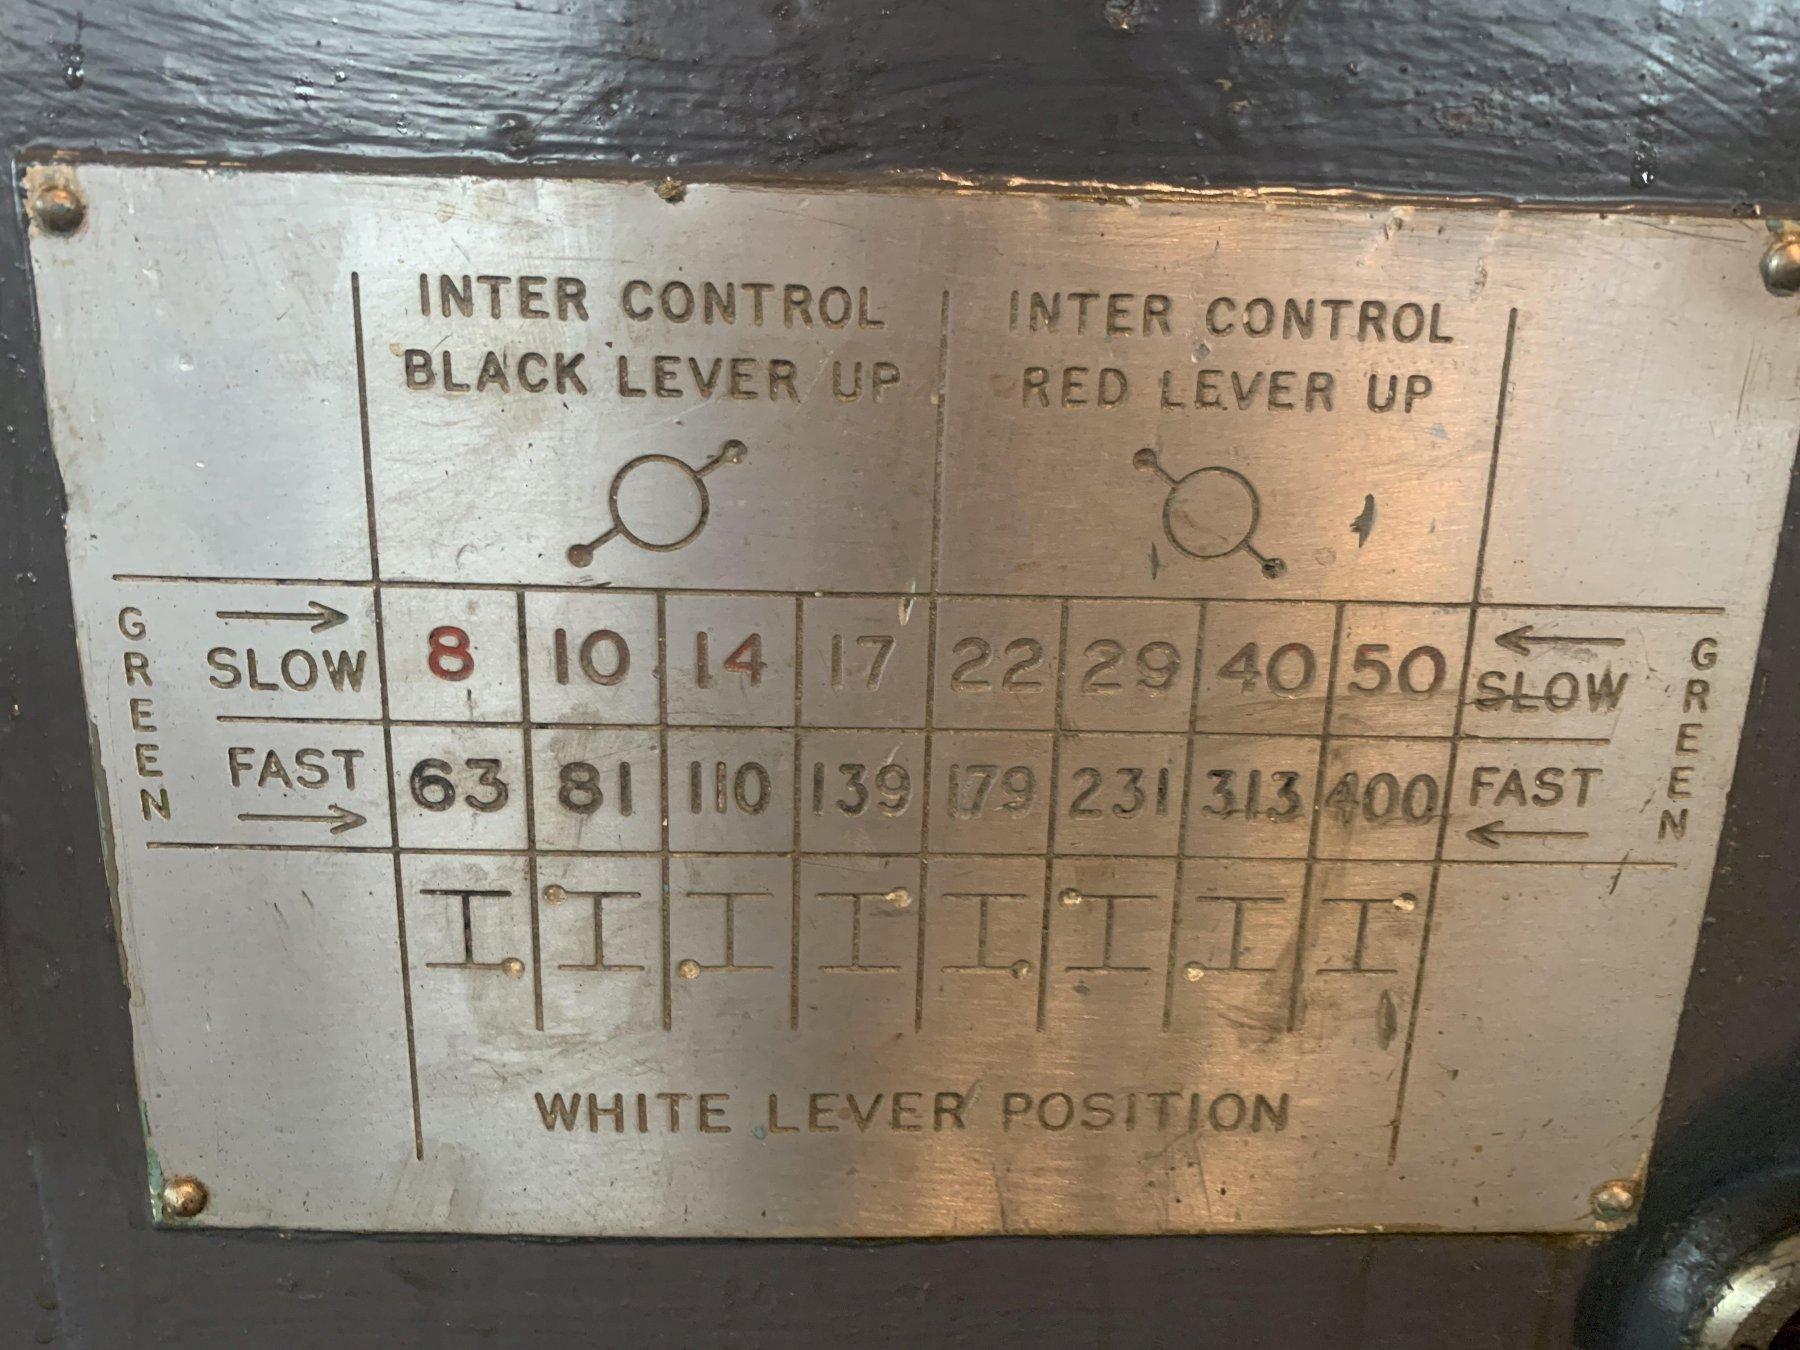 INTER CONTROL
BLACK LEVER UP
INTER CONTROL
RED LEVER UP
GREEN
SLOW 8 10 14 17 22 29 40 50 SLOW
FAST 63 81 110 139 179 231 313 400 FAST
GREEN
WHITE LEVER POSITION